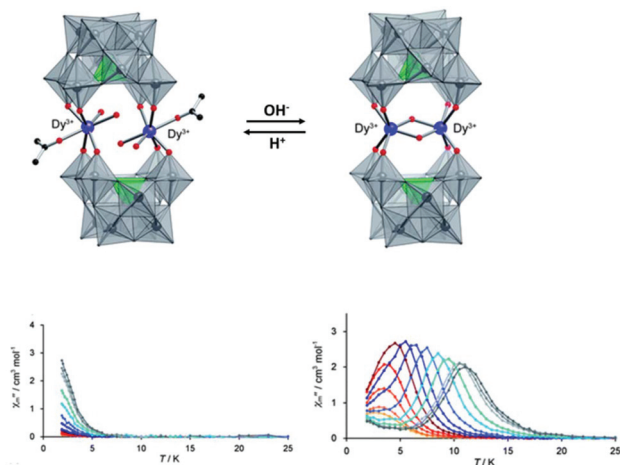 Dy³⁺
Dy³⁺
OH⁻
H⁺
Dy³⁺
Dy³⁺
χₘ'' / cm³ mol⁻¹
4
3
2
1
0
0 5 10 15 20 25
T / K
χₘ'' / cm³ mol⁻¹
3
2
1
0
0 5 10 15 20 25
T / K